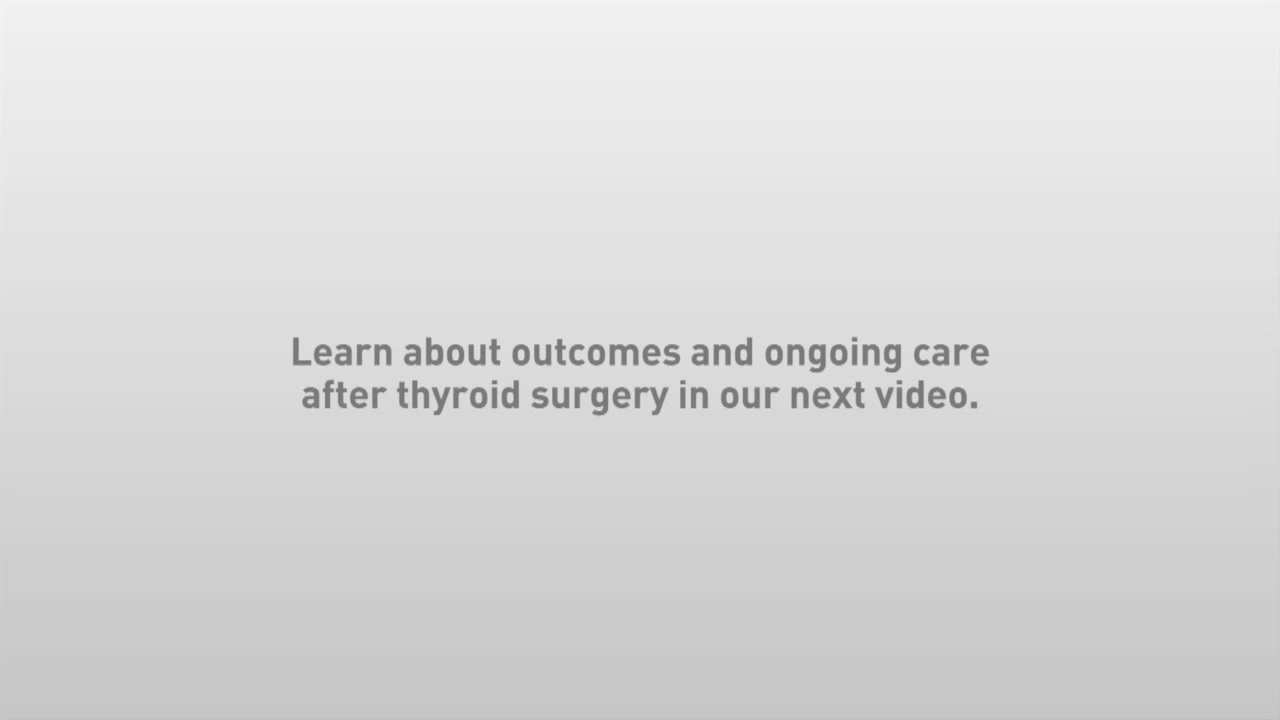 Learn about outcomes and ongoing care
after thyroid surgery in our next video.